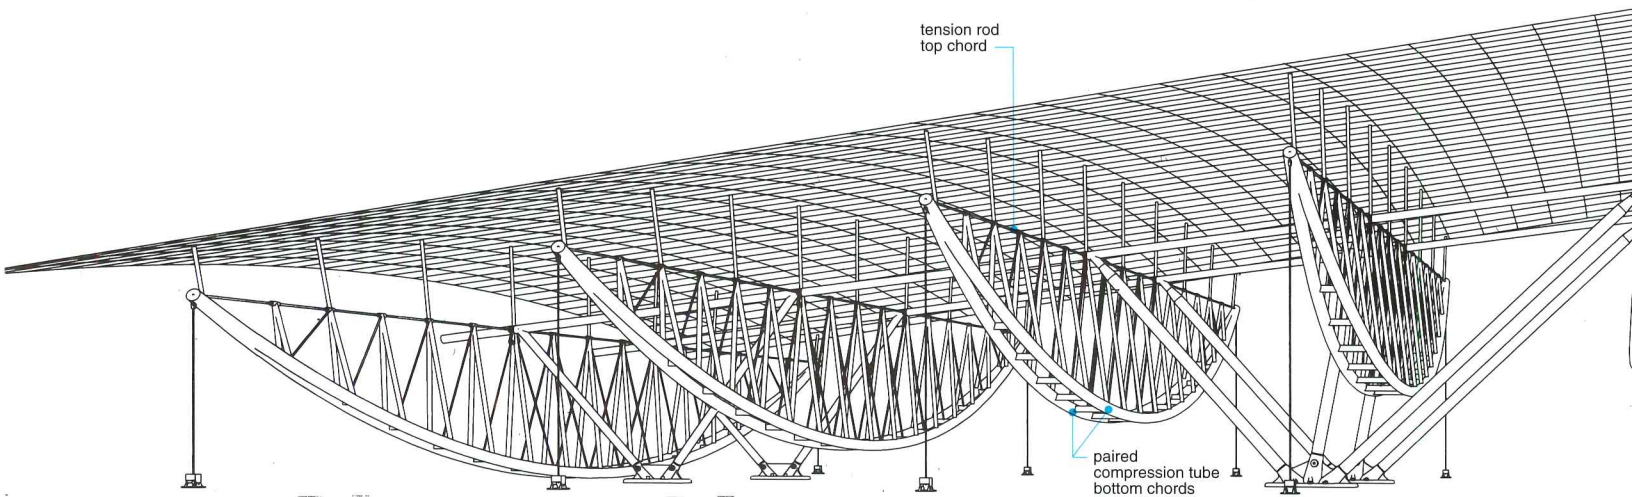 tension rod
top chord
paired
compression tube
bottom chords